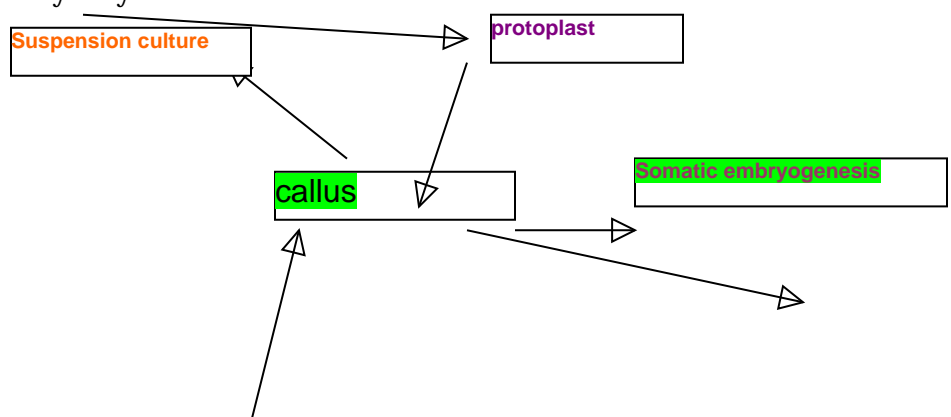 Suspension culture
protoplast
callus
Somatic embryogenesis